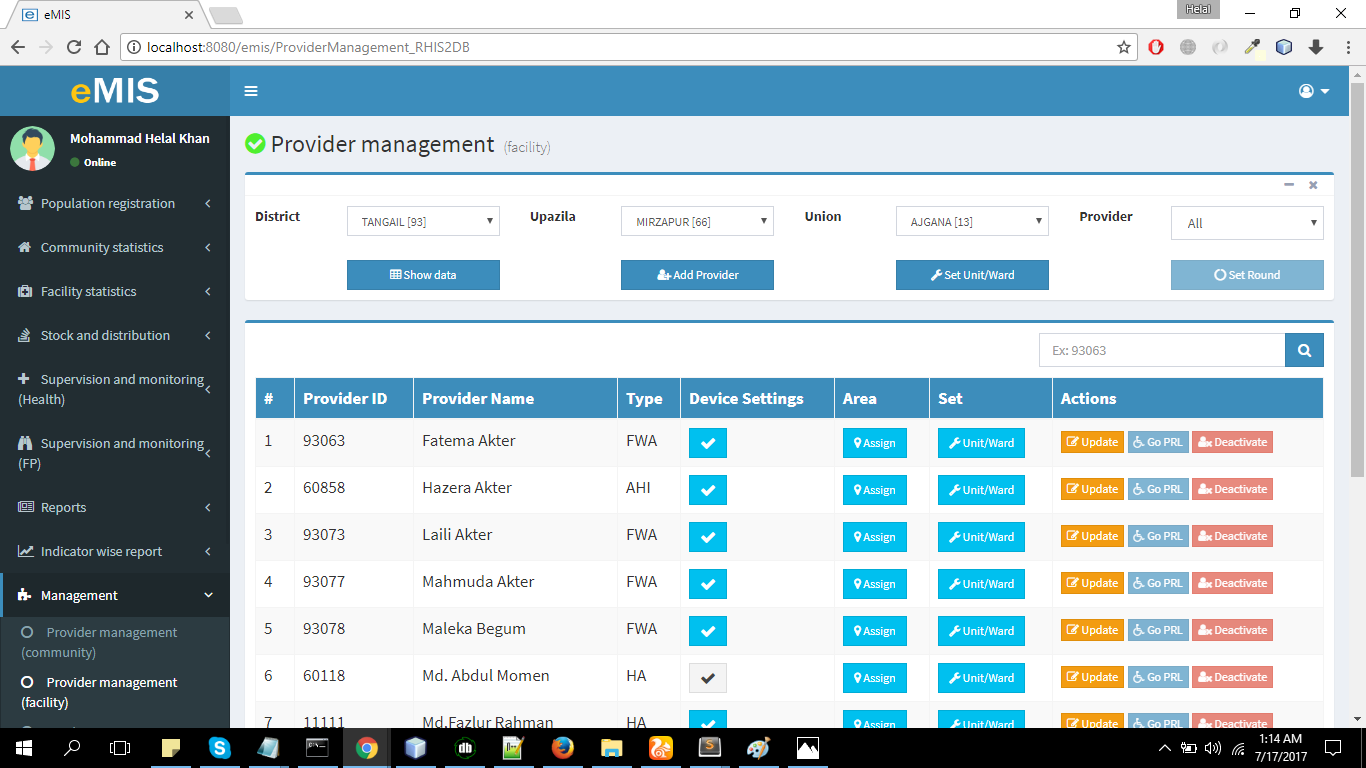 eMIS
Helal
localhost:8080/emis/ProviderManagement_RHIS2DB
eMIS
Mohammad Helal Khan
Online
Population registration
Community statistics
Facility statistics
Stock and distribution
Supervision and monitoring
(Health)
Supervision and monitoring
(FP)
Reports
Indicator wise report
Management
Provider management
(community)
Provider management
(facility)
Provider management (facility)
District TANGAIL [93] Upazila MIRZAPUR [66] Union AJGANA [13] Provider All
Show data Add Provider Set Unit/Ward Set Round
Ex: 93063
# Provider ID Provider Name Type Device Settings Area Set Actions
1 93063 Fatema Akter FWA Assign Unit/Ward Update Go PRL Deactivate
2 60858 Hazera Akter AHI Assign Unit/Ward Update Go PRL Deactivate
3 93073 Laili Akter FWA Assign Unit/Ward Update Go PRL Deactivate
4 93077 Mahmuda Akter FWA Assign Unit/Ward Update Go PRL Deactivate
5 93078 Maleka Begum FWA Assign Unit/Ward Update Go PRL Deactivate
6 60118 Md. Abdul Momen HA Assign Unit/Ward Update Go PRL Deactivate
7 11111 Md.Fazlur Rahman HA Assign Unit/Ward Update Go PRL Deactivate
1:14 AM
7/17/2017